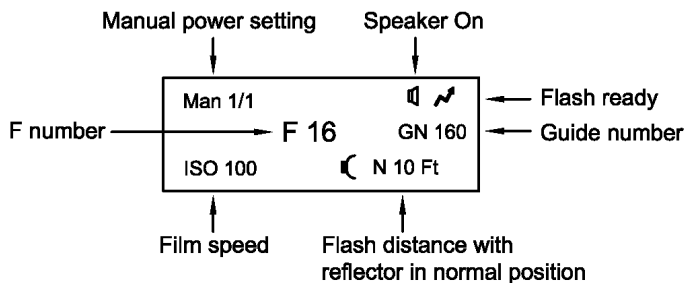 Manual power setting
Speaker On
Man 1/1
Flash ready
F number
F 16
GN 160
Guide number
ISO 100
N 10 Ft
Film speed
Flash distance with
reflector in normal position